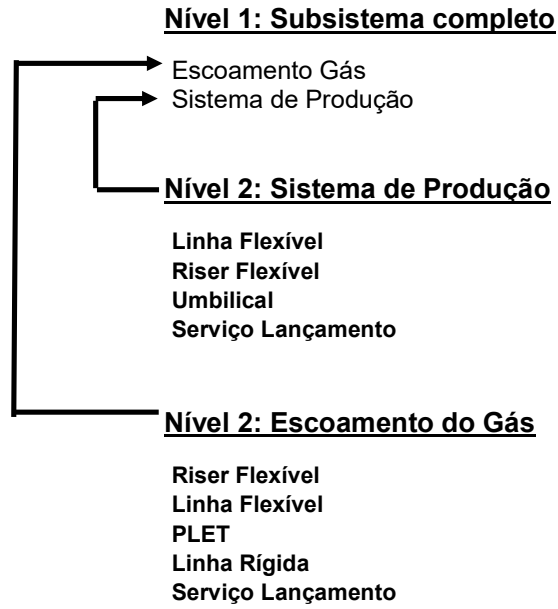 Nível 1: Subsistema completo
Escoamento Gás
Sistema de Produção
Nível 2: Sistema de Produção
Linha Flexível
Riser Flexível
Umbilical
Serviço Lançamento
Nível 2: Escoamento do Gás
Riser Flexível
Linha Flexível
PLET
Linha Rígida
Serviço Lançamento